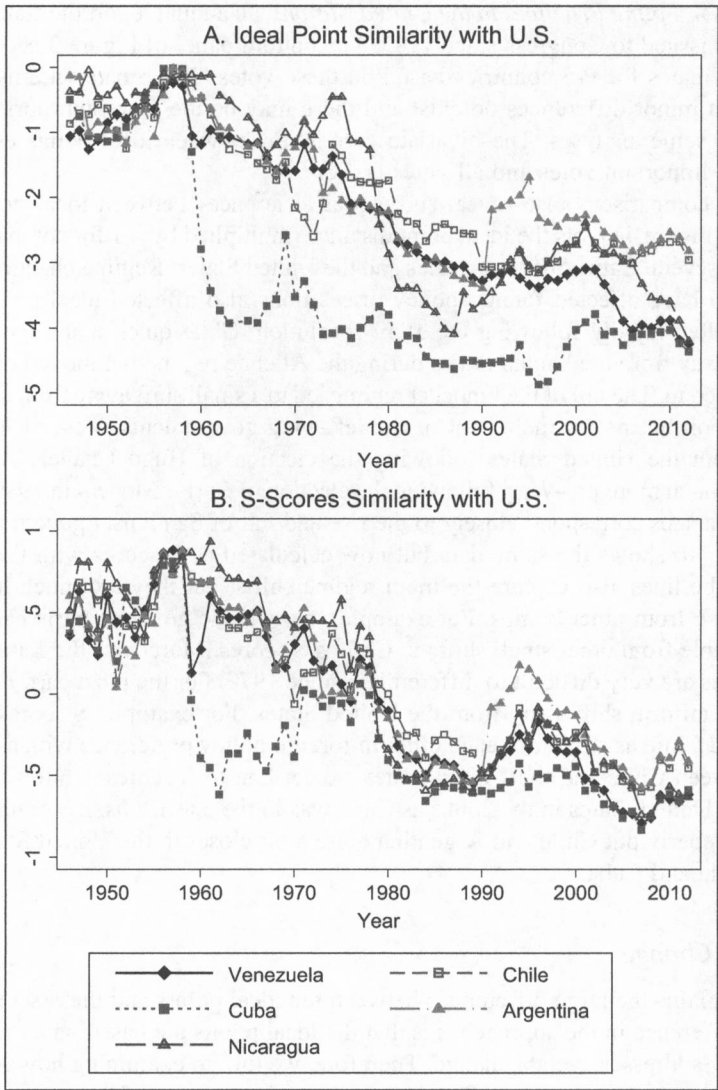 A. Ideal Point Similarity with U.S.
0
-1
-2
-3
-4
-5
1950 1960 1970 1980 1990 2000 2010
Year
B. S-Scores Similarity with U.S.
1
.5
0
-.5
-1
1950 1960 1970 1980 1990 2000 2010
Year
Venezuela Chile
Cuba Argentina
Nicaragua